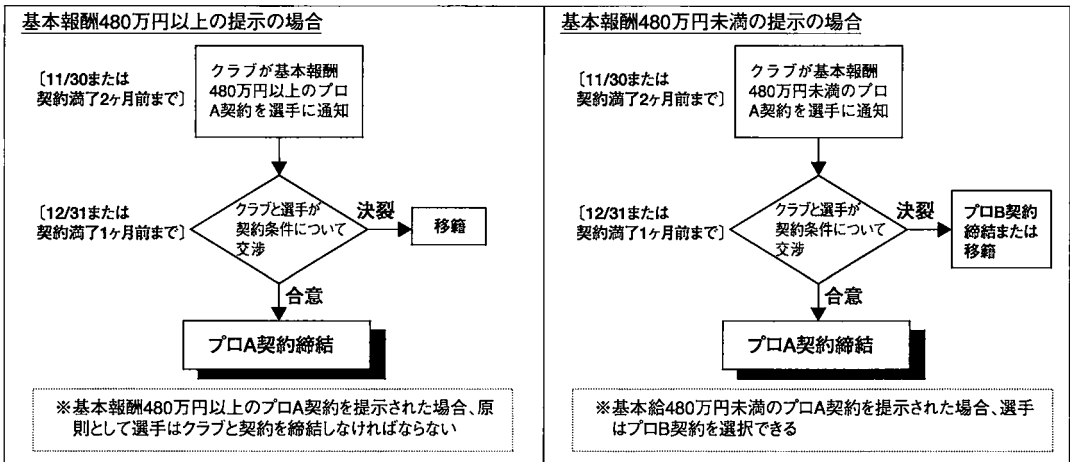 基本報酬480万円以上の提示の場合
〔11/30または
契約満了2ヶ月前まで〕
クラブが基本報酬
480万円以上のプロ
A契約を選手に通知
〔12/31または
契約満了1ヶ月前まで〕
クラブと選手が
契約条件について
交渉
決裂
移籍
合意
プロA契約締結
※基本報酬480万円以上のプロA契約を提示された場合、原
則として選手はクラブと契約を締結しなければならない
基本報酬480万円未満の提示の場合
〔11/30または
契約満了2ヶ月前まで〕
クラブが基本報酬
480万円未満のプロ
A契約を選手に通知
〔12/31または
契約満了1ヶ月前まで〕
クラブと選手が
契約条件について
交渉
決裂
プロB契約
締結または
移籍
合意
プロA契約締結
※基本給480万円未満のプロA契約を提示された場合、選手
はプロB契約を選択できる